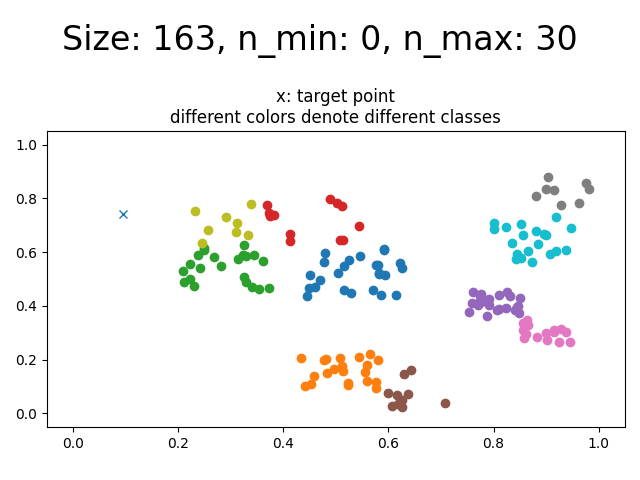 Size: 163, n_min: 0, n_max: 30
x: target point
different colors denote different classes
1.0
0.8
0.6
0.4
0.2
0.0
0.0 0.2 0.4 0.6 0.8 1.0